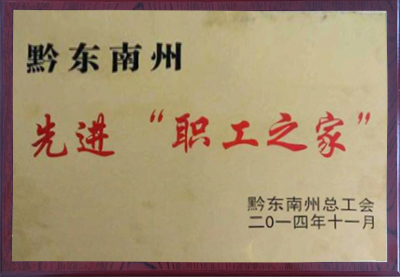 黔东南州
先进“职工之家”
黔东南州总工会
二0一四年十一月